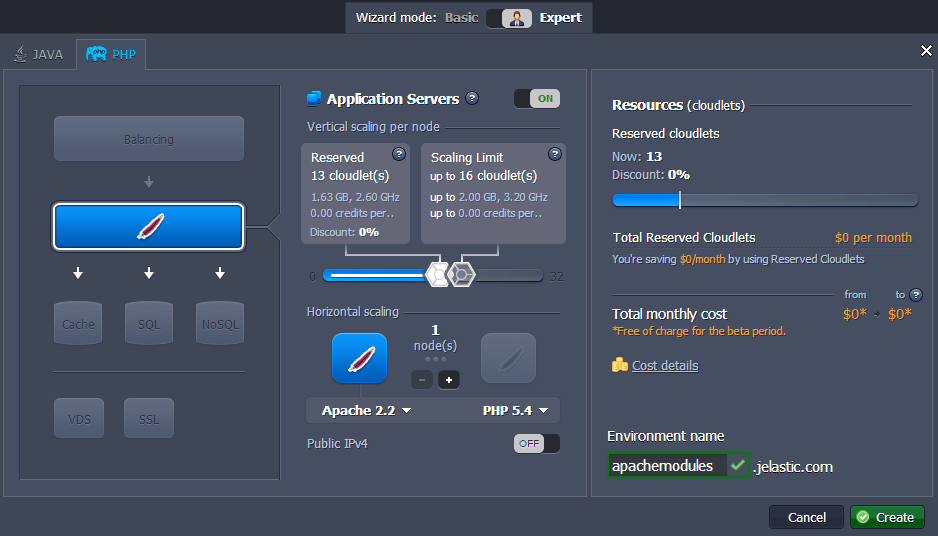 Wizard mode: Basic Expert
JAVA
php PHP
Balancing
Cache
SQL
NoSQL
VDS
SSL
Application Servers ? ON
Vertical scaling per node
Reserved ?
13 cloudlet(s)
1.63 GB, 2.60 GHz
0.00 credits per..
Discount: 0%
Scaling Limit ?
up to 16 cloudlet(s)
up to 2.00 GB, 3.20 GHz
up to 0.00 credits per..
0 32
Horizontal scaling
1
node(s)
- +
Apache 2.2
PHP 5.4
Public IPv4 OFF
Resources (cloudlets)
Reserved cloudlets
Now: 13
Discount: 0%
Total Reserved Cloudlets $0 per month
You're saving $0/month by using Reserved Cloudlets
from to ?
Total monthly cost $0* $0*
*Free of charge for the beta period.
Cost details
Environment name
apachemodules .jelastic.com
Cancel
Create